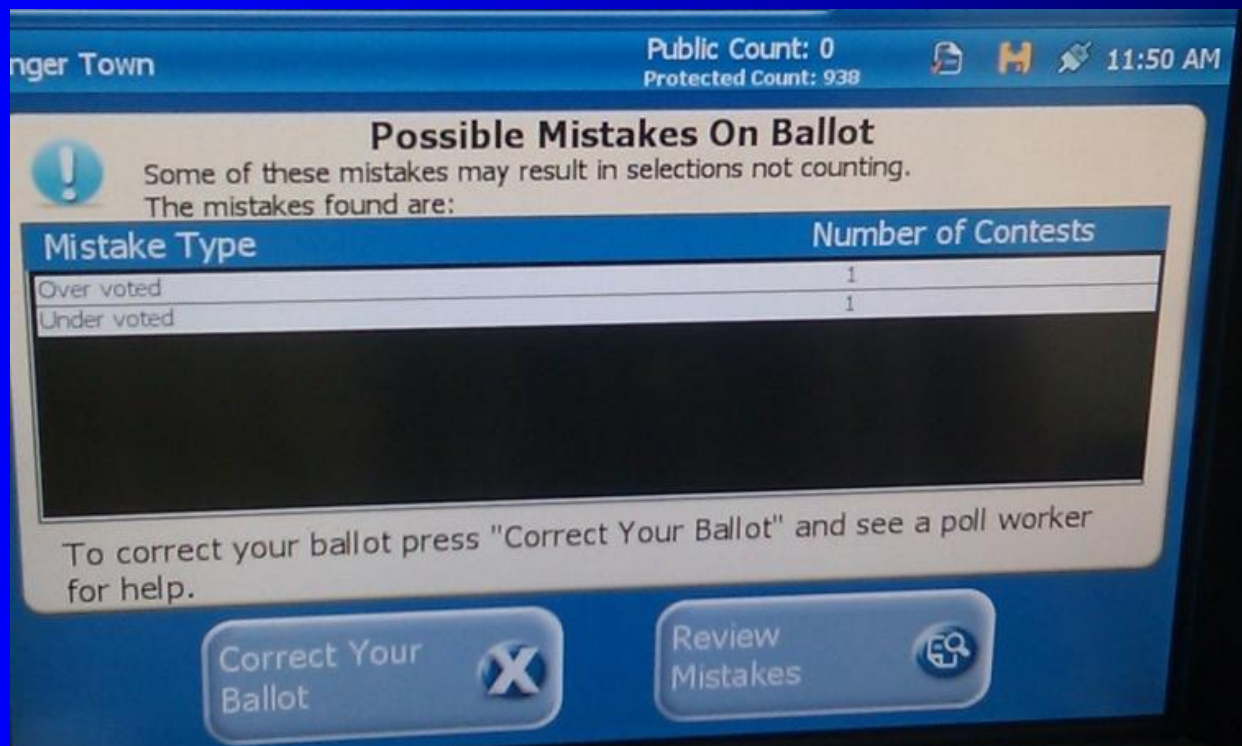 nger Town
Public Count: 0
Protected Count: 938
11:50 AM
Possible Mistakes On Ballot
Some of these mistakes may result in selections not counting.
The mistakes found are:
Mistake Type Number of Contests
Over voted 1
Under voted 1
To correct your ballot press "Correct Your Ballot" and see a poll worker
for help.
Correct Your
Ballot
X
Review
Mistakes